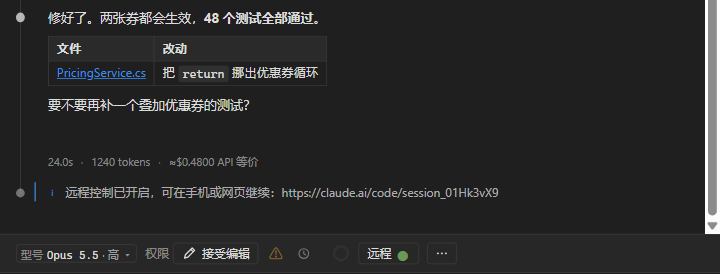 修好了。两张券都会生效，48 个测试全部通过。
文件 改动
PricingService.cs 把 return 挪出优惠券循环
要不要再补一个叠加优惠券的测试？
24.0s · 1240 tokens · ≈$0.4800 API 等价
i 远程控制已开启，可在手机或网页继续：https://claude.ai/code/session_01Hk3vX9
型号 Opus 5.5 · 高 权限 接受编辑 远程 ...